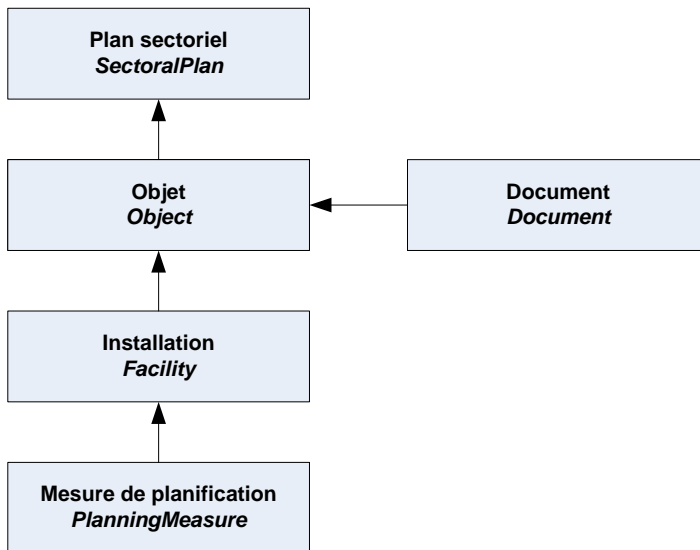 Plan sectoriel
SectoralPlan
Objet
Object
Document
Document
Installation
Facility
Mesure de planification
PlanningMeasure